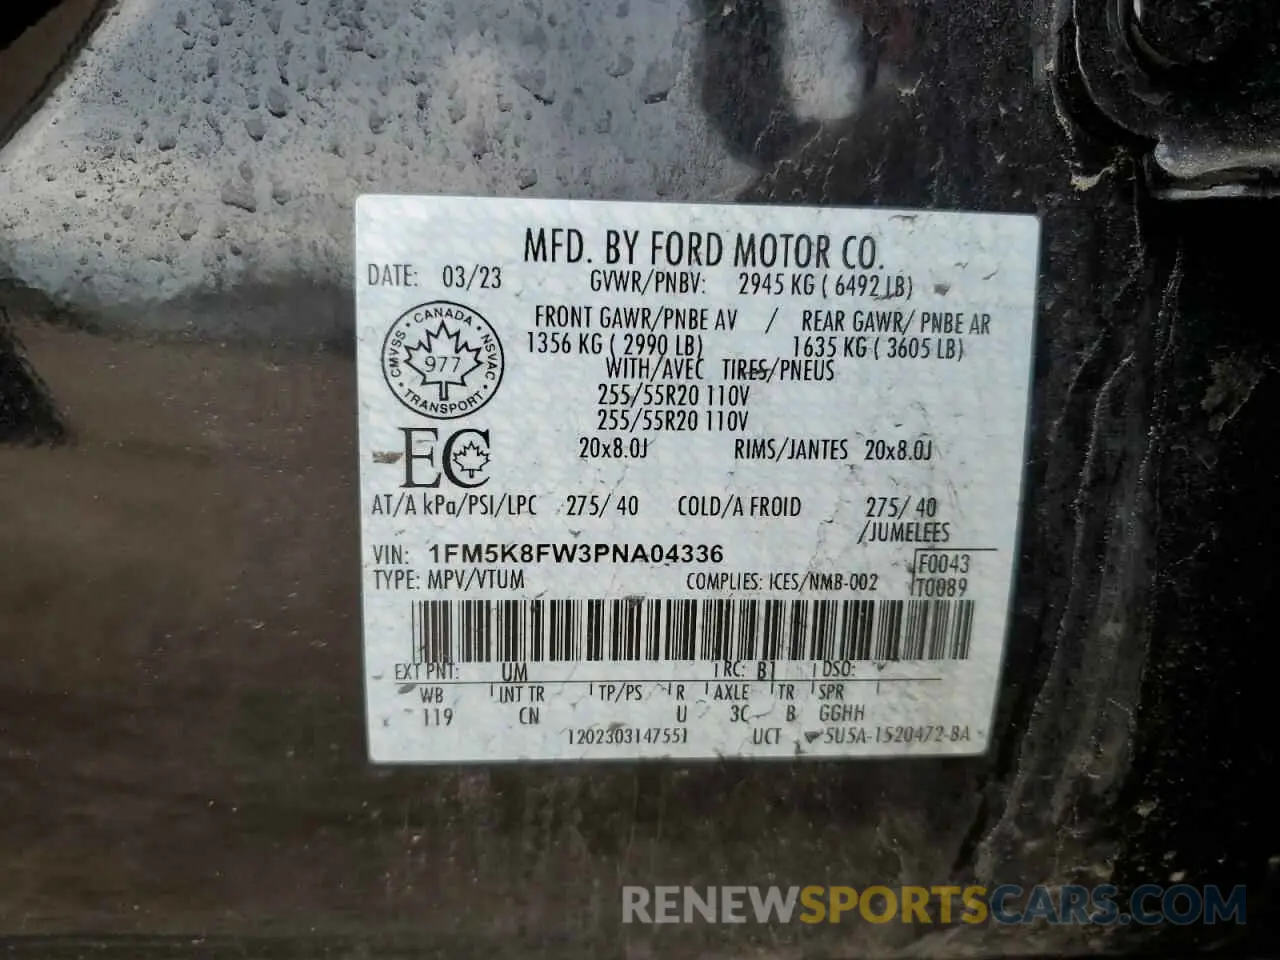 MFD. BY FORD MOTOR CO.
DATE: 03/23 GVWR/PNBV: 2945 KG ( 6492 LB)
FRONT GAWR/PNBE AV / REAR GAWR/ PNBE AR
1356 KG ( 2990 LB) 1635 KG ( 3605 LB)
WITH/AVEC TIRES/PNEUS
255/55R20 110V
255/55R20 110V
20x8.0J RIMS/JANTES 20x8.0J
CANADA
CMVSS NSVAC
977
TRANSPORT
EC
AT/A kPa/PSI/LPC 275/ 40 COLD/A FROID 275/ 40
/JUMELEES
VIN: 1FM5K8FW3PNA04336
F0043
TYPE: MPV/VTUM COMPLIES: ICES/NMB-002 T0089
EXT PNT: UM RC: B1 DSO:
WB INT TR TP/PS R AXLE TR SPR
119 CN U 3C B GGHH
1202303147551 UCT 5U5A-1520472-BA
RENEWSPORTSCARS.COM